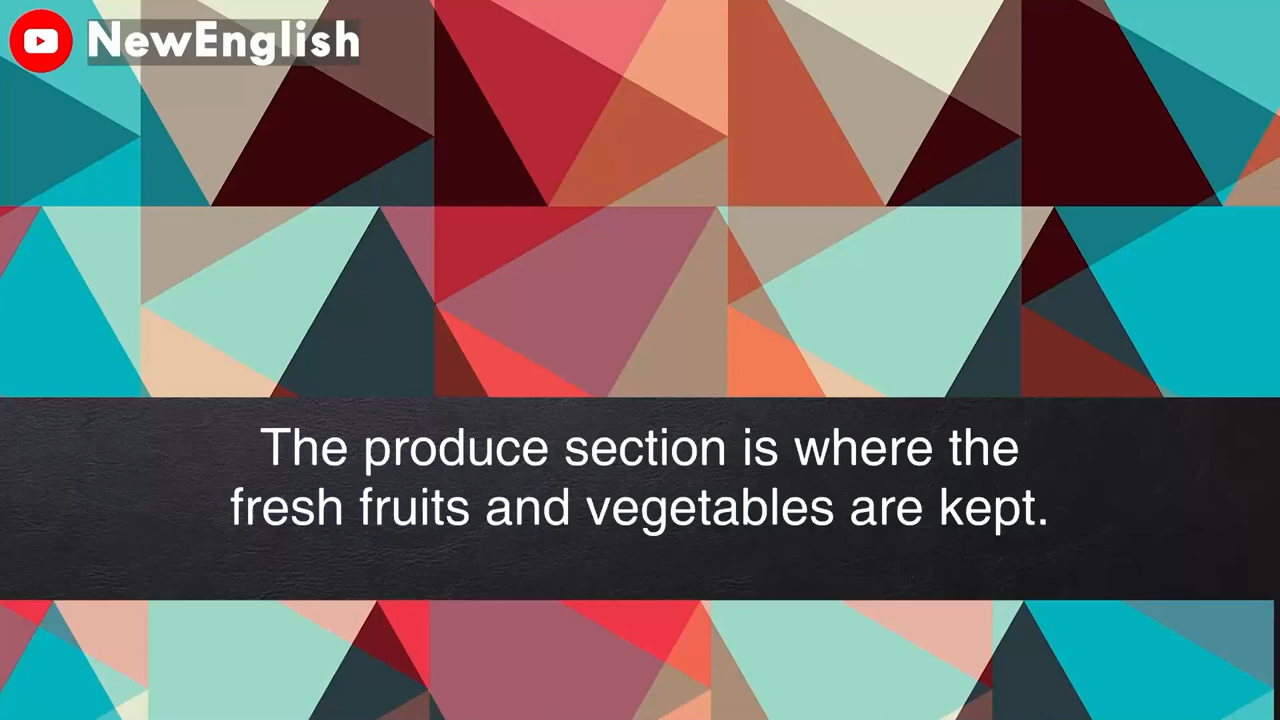 NewEnglish
The produce section is where the
fresh fruits and vegetables are kept.